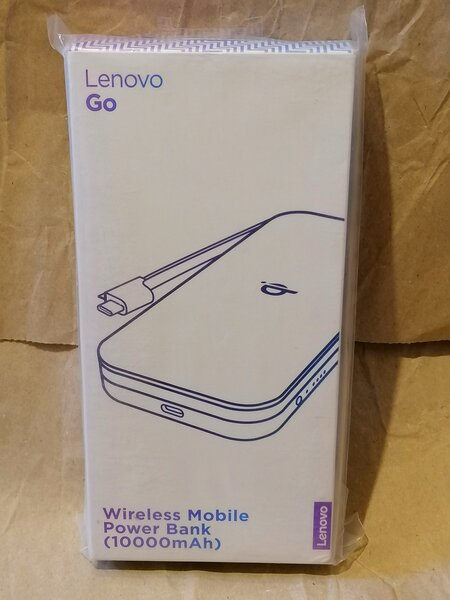 Lenovo
Go
Wireless Mobile
Power Bank
(10000mAh)
Lenovo